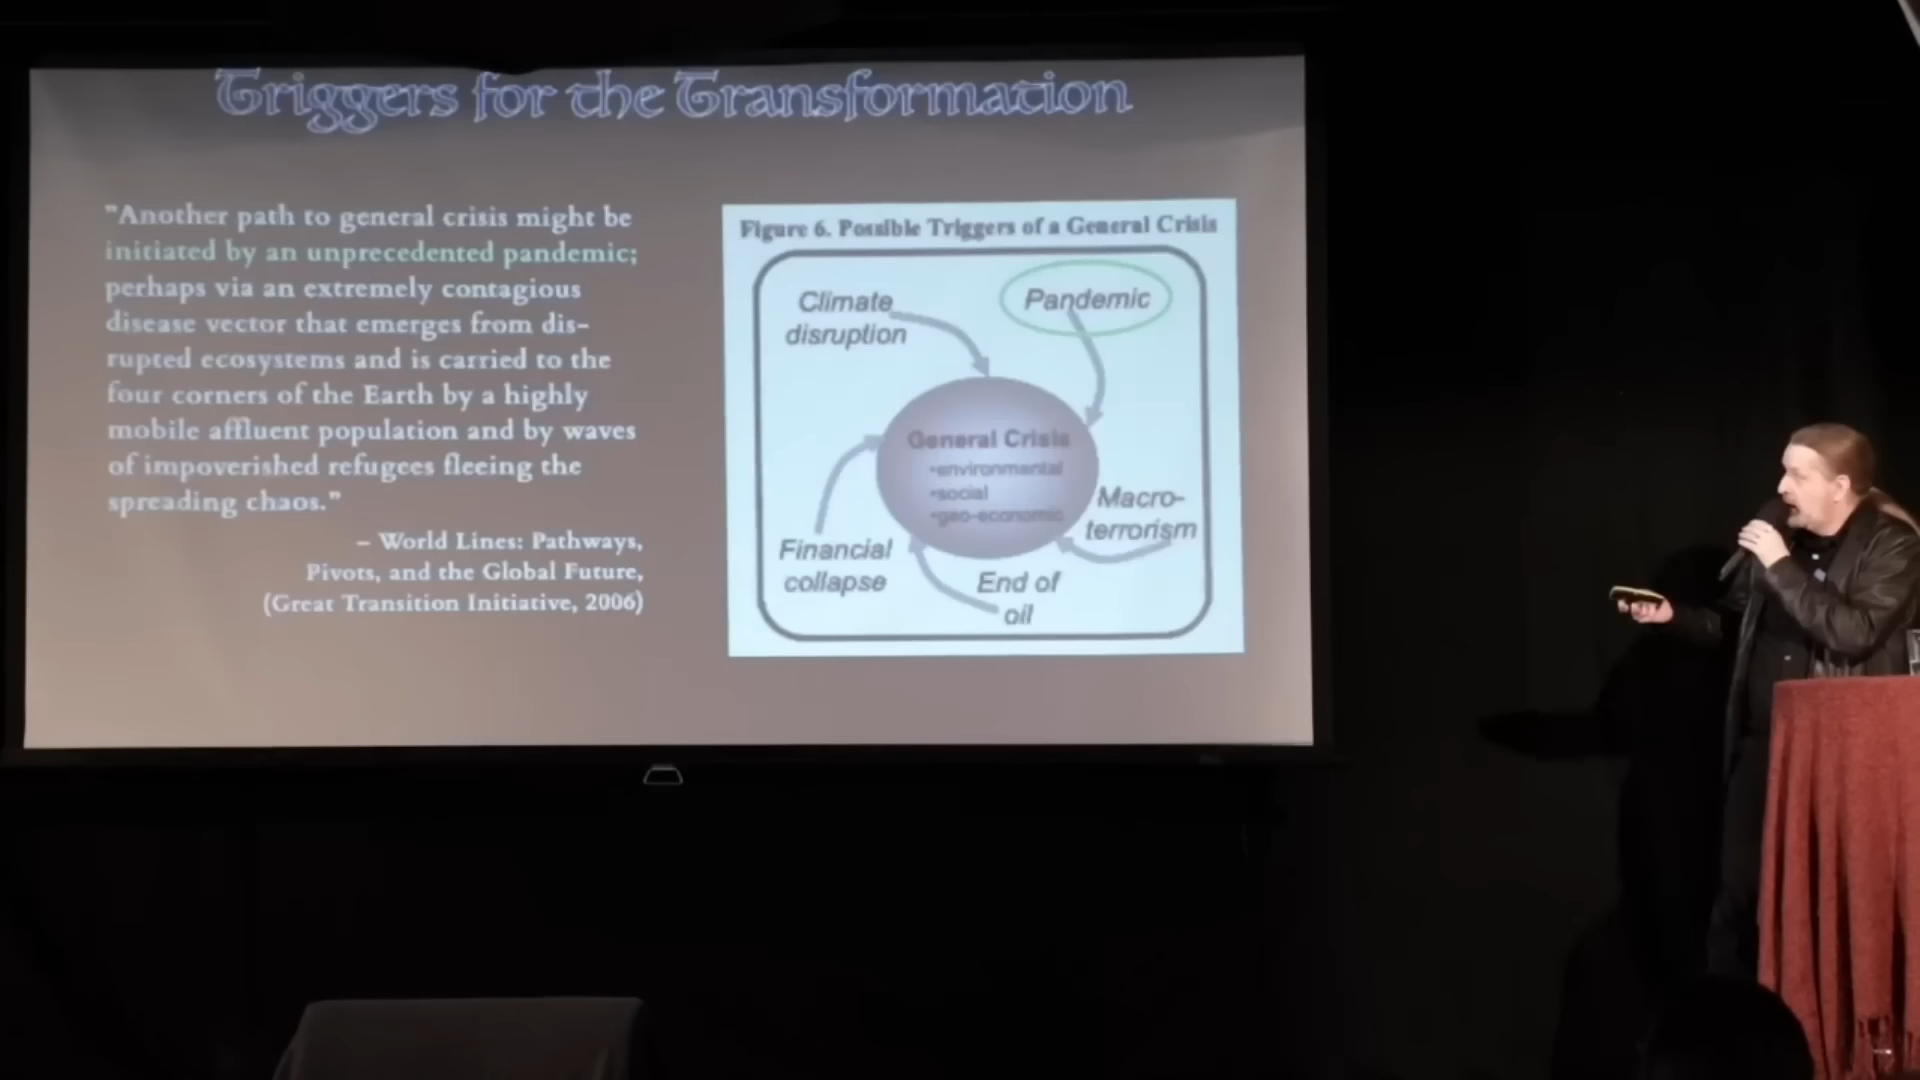 Triggers for the Transformation
"Another path to general crisis might be
initiated by an unprecedented pandemic;
perhaps via an extremely contagious
disease vector that emerges from dis-
rupted ecosystems and is carried to the
four corners of the Earth by a highly
mobile affluent population and by waves
of impoverished refugees fleeing the
spreading chaos."
– World Lines: Pathways,
Pivots, and the Global Future,
(Great Transition Initiative, 2006)
Figure 6. Possible Triggers of a General Crisis
Climate
disruption
Pandemic
General Crisis
•environmental
•social
•geo-economic
Macro-
terrorism
Financial
collapse
End of
oil